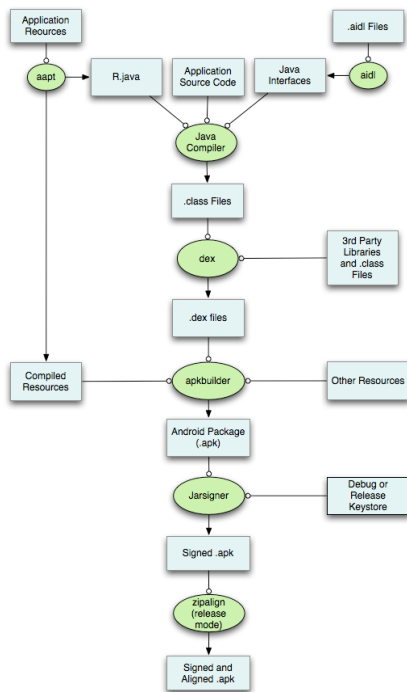 Application
Reources
.aidl Files
aapt
R.java
Application
Source Code
Java
Interfaces
aidl
Java
Compiler
.class Files
dex
3rd Party
Libraries
and .class
Files
.dex files
Compiled
Resources
apkbuilder
Other Resources
Android Package
(.apk)
Jarsigner
Debug or
Release
Keystore
Signed .apk
zipalign
(release
mode)
Signed and
Aligned .apk